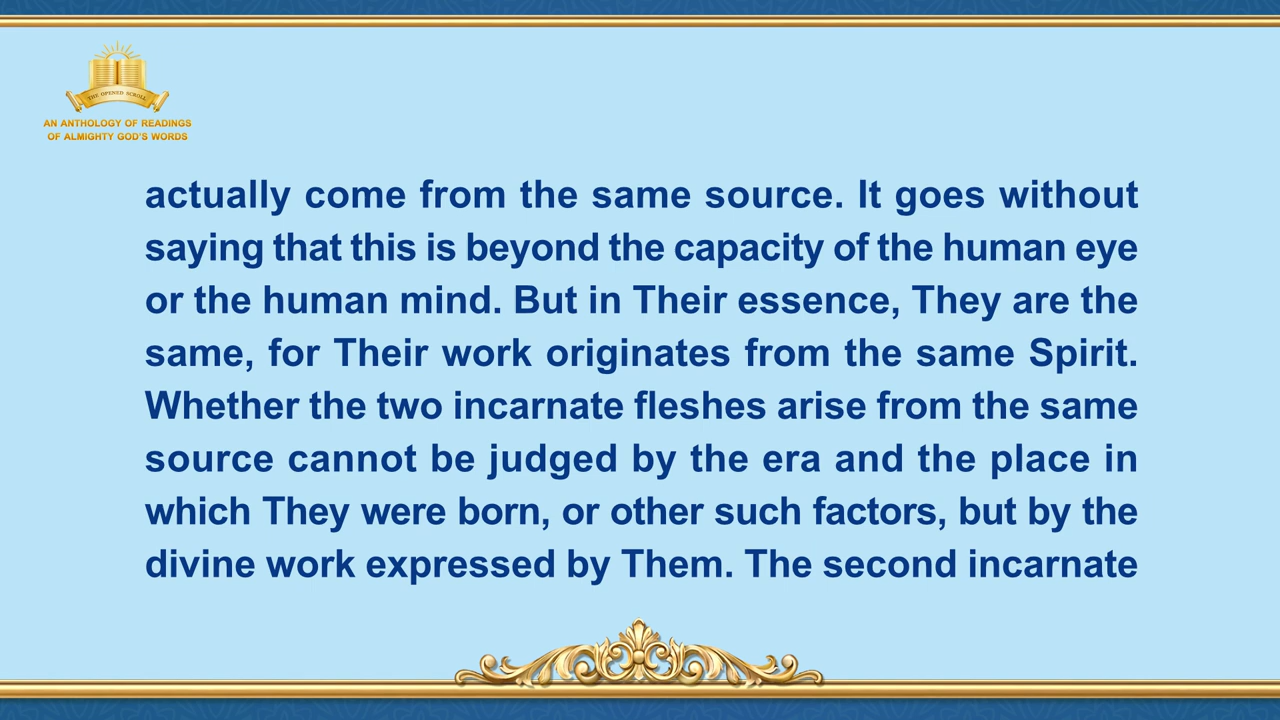 THE OPENED SCROLL
AN ANTHOLOGY OF READINGS
OF ALMIGHTY GOD'S WORDS
actually come from the same source. It goes without
saying that this is beyond the capacity of the human eye
or the human mind. But in Their essence, They are the
same, for Their work originates from the same Spirit.
Whether the two incarnate fleshes arise from the same
source cannot be judged by the era and the place in
which They were born, or other such factors, but by the
divine work expressed by Them. The second incarnate